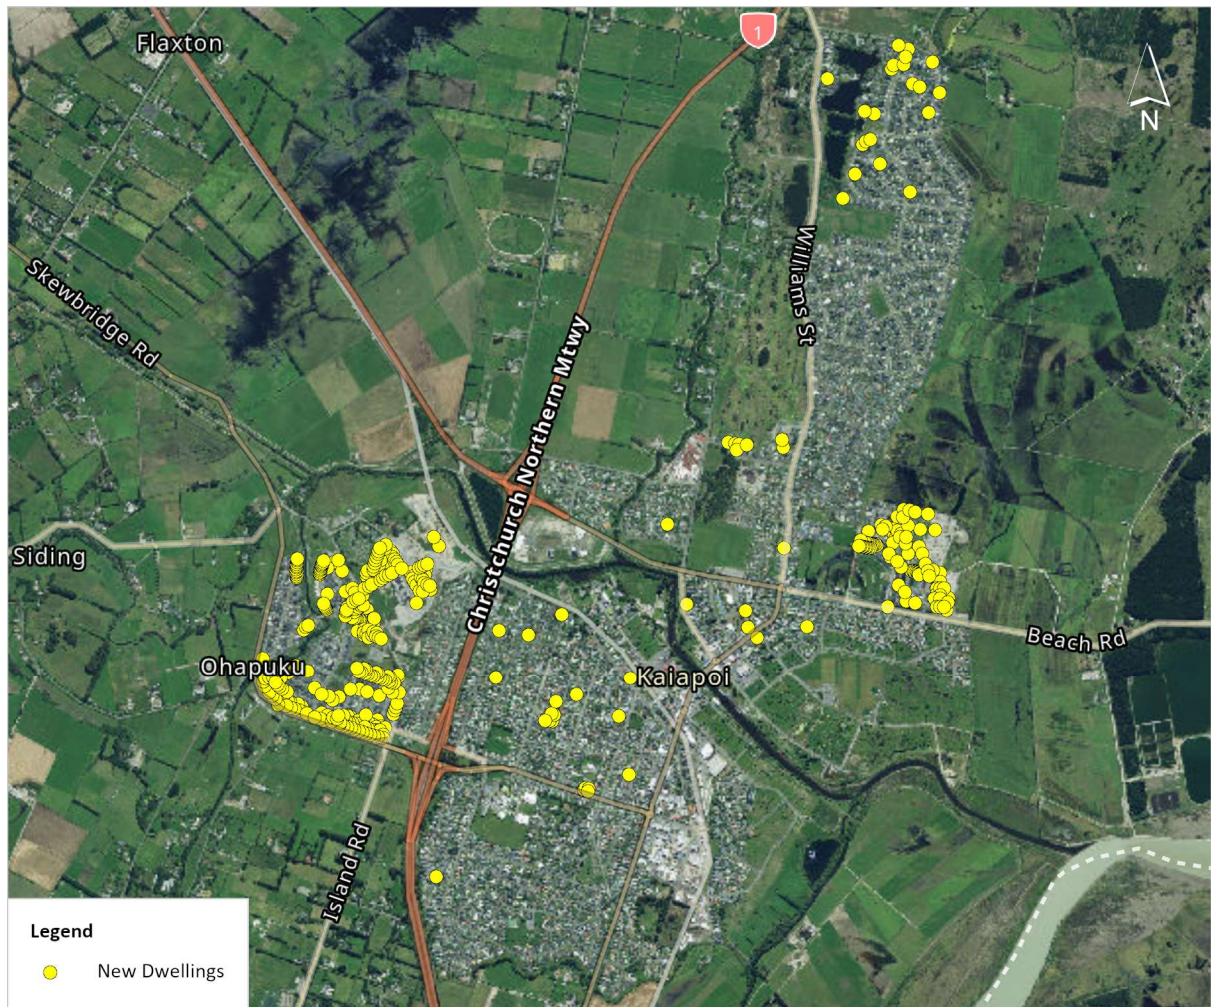 Flaxton
1
N
Skewbridge Rd
Williams St
Christchurch Northern Mtwy
Siding
Ohapuku
Kaiapoi
Beach Rd
Island Rd
Legend
New Dwellings